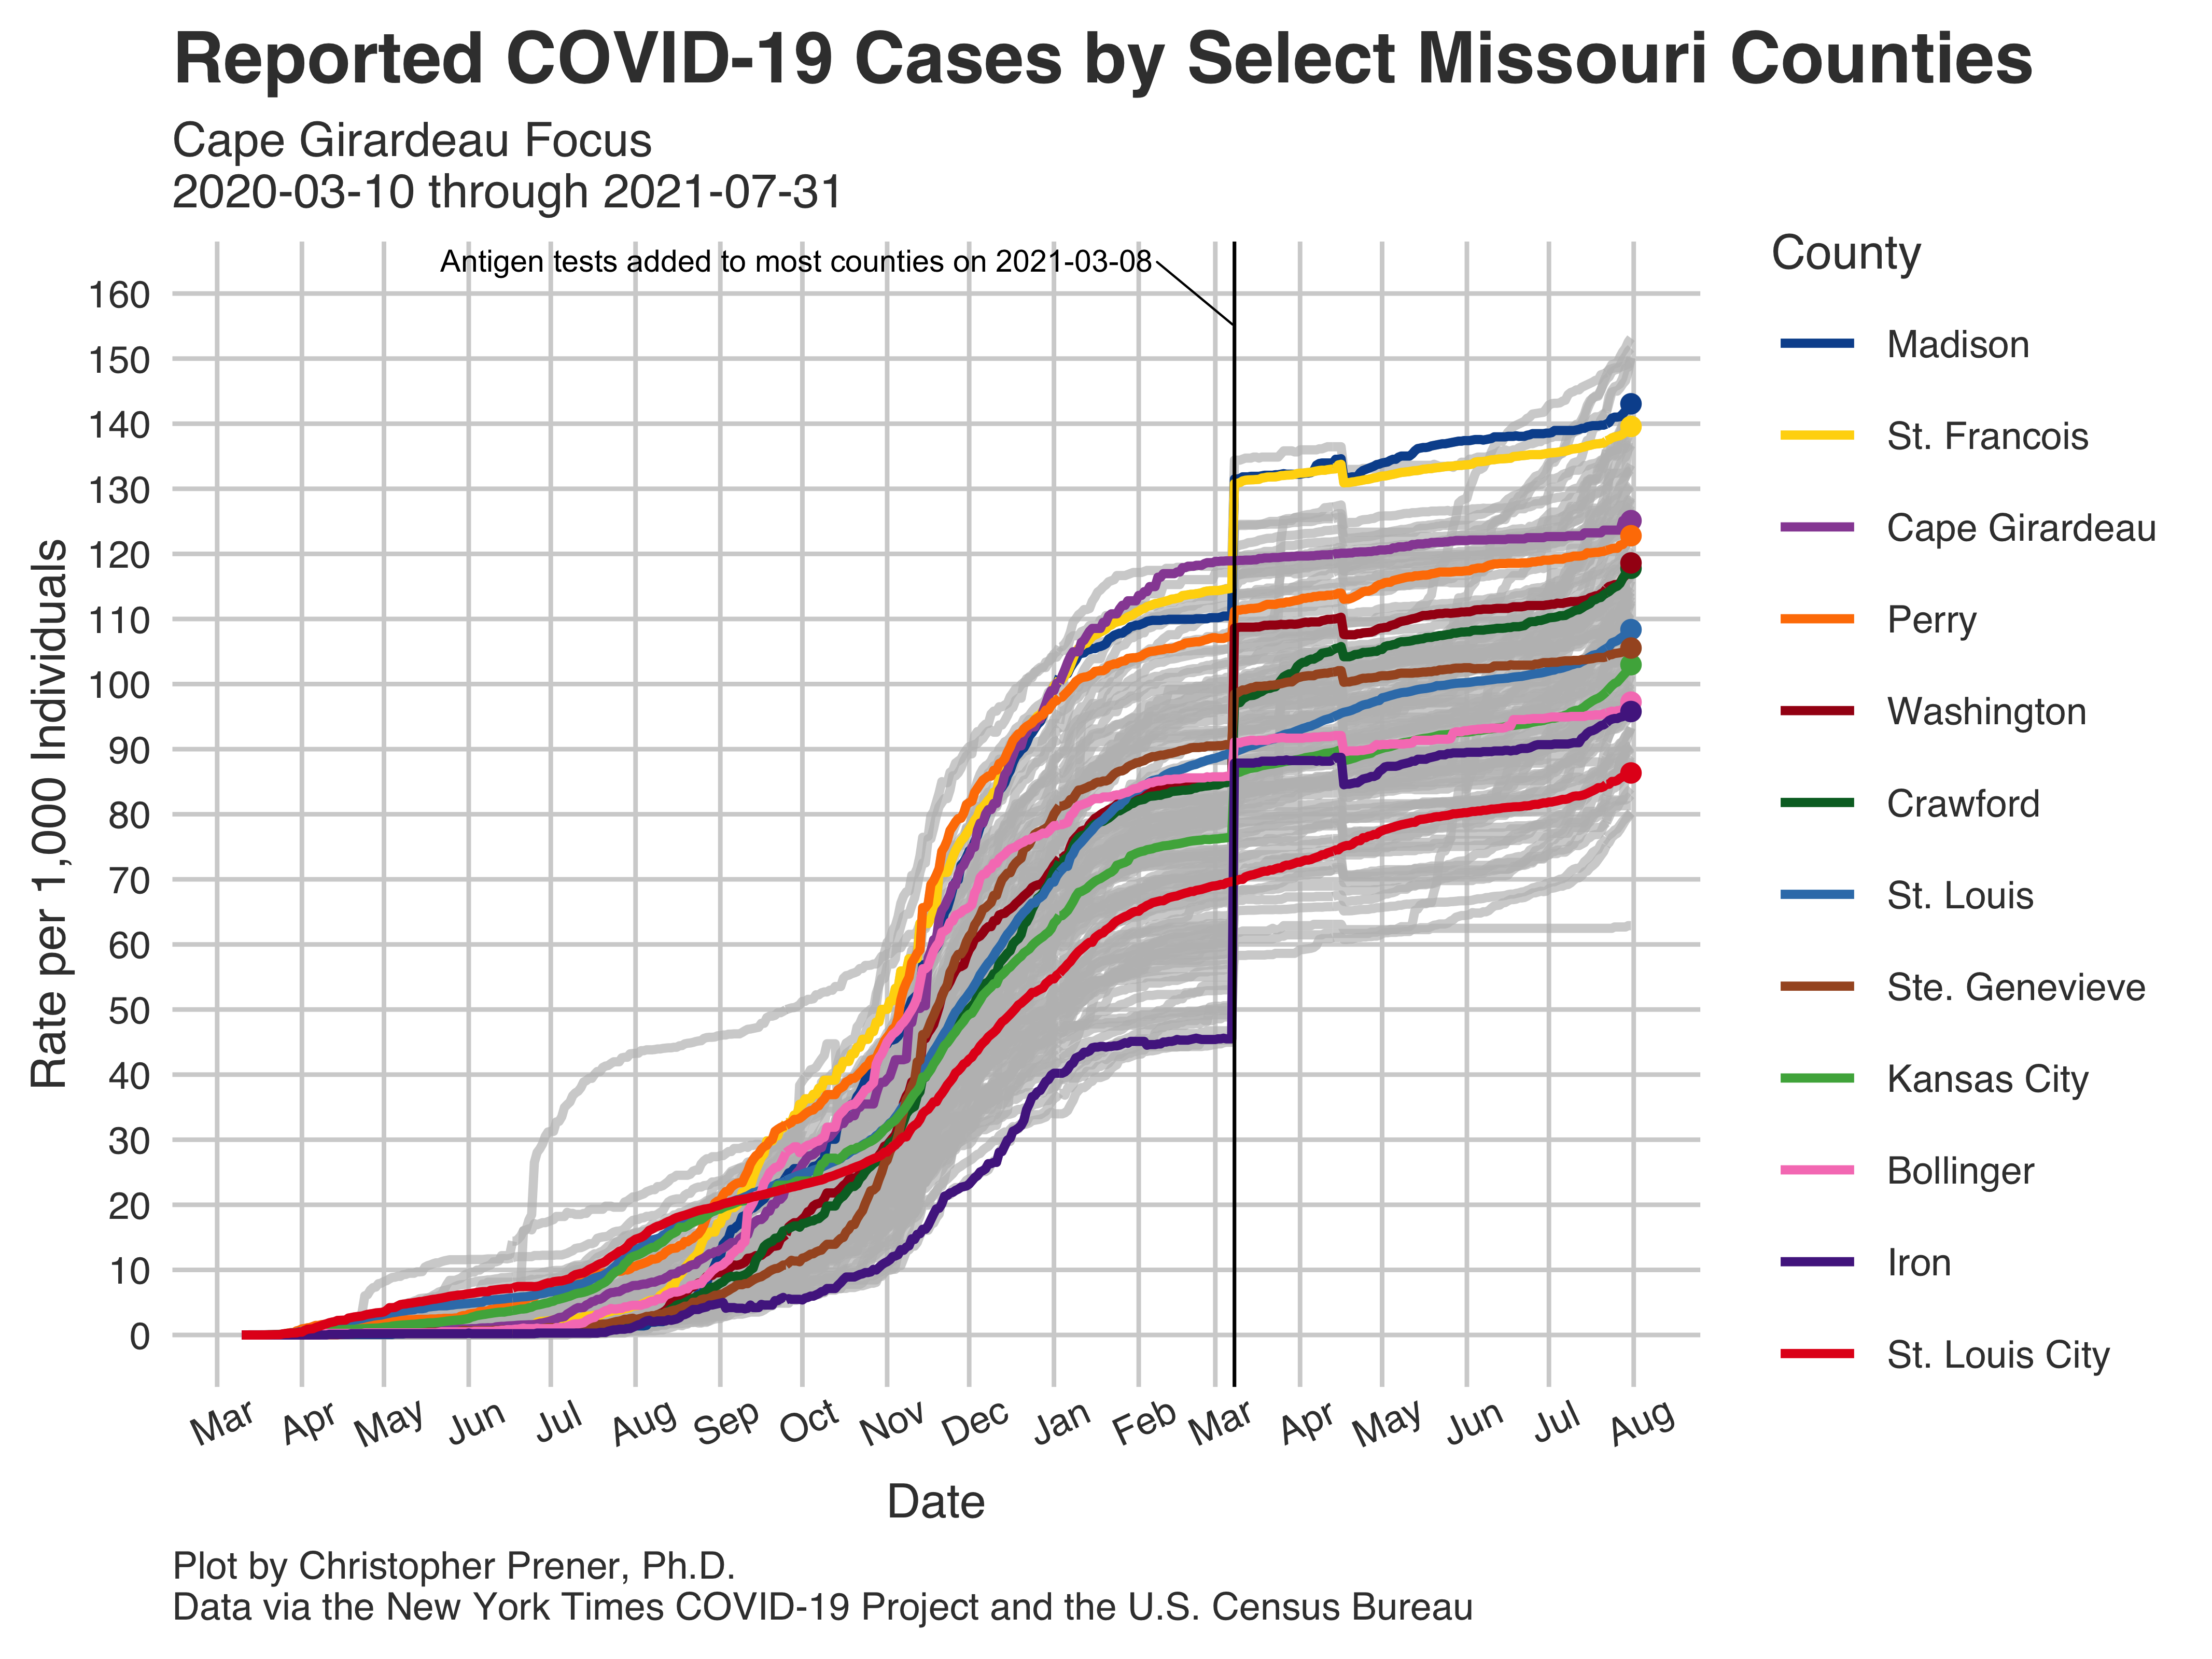 Reported COVID-19 Cases by Select Missouri Counties
Cape Girardeau Focus
2020-03-10 through 2021-07-31
Antigen tests added to most counties on 2021-03-08
Rate per 1,000 Individuals
160
150
140
130
120
110
100
90
80
70
60
50
40
30
20
10
0
Mar Apr May Jun Jul Aug Sep Oct Nov Dec Jan Feb Mar Apr May Jun Jul Aug
Date
County
Madison
St. Francois
Cape Girardeau
Perry
Washington
Crawford
St. Louis
Ste. Genevieve
Kansas City
Bollinger
Iron
St. Louis City
Plot by Christopher Prener, Ph.D.
Data via the New York Times COVID-19 Project and the U.S. Census Bureau